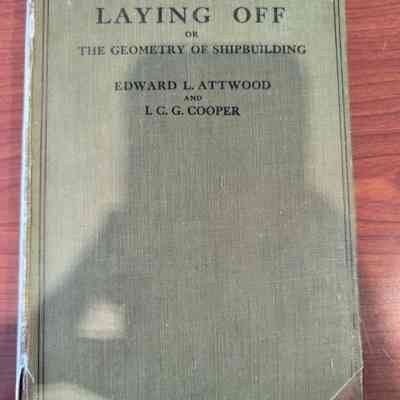 LAYING OFF
OR
THE GEOMETRY OF SHIPBUILDING
EDWARD L. ATTWOOD
AND
I. C. G. COOPER